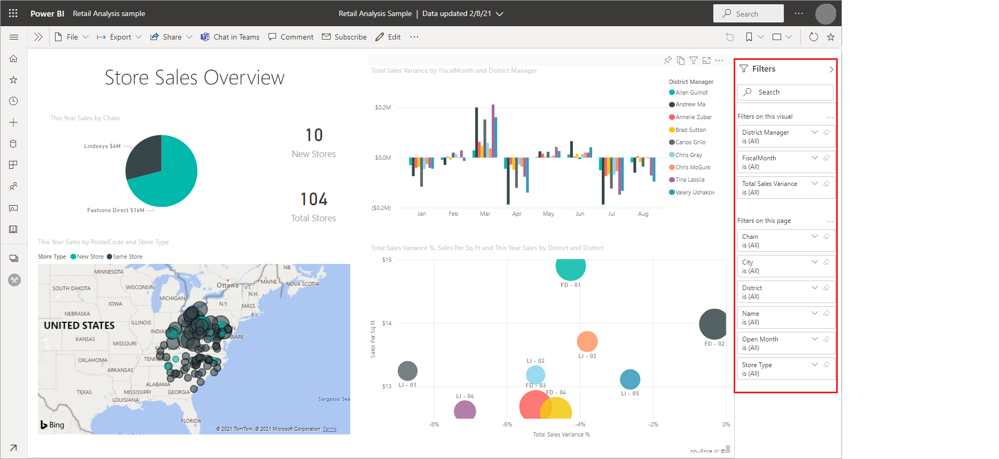 Power BI Retail Analysis sample
Retail Analysis Sample | Data updated 2/8/21
Search
File Export Share Chat in Teams Comment Subscribe Edit
Store Sales Overview
This Year Sales by Chain
Lindseys $6M
Fashions Direct $16M
10
New Stores
104
Total Stores
Total Sales Variance by FiscalMonth and District Manager
$0.2M
$0.0M
($0.2M)
Jan Feb Mar Apr May Jun Jul Aug
District Manager
Allan Guinot
Andrew Ma
Annelie Zubar
Brad Sutton
Carlos Grilo
Chris Gray
Chris McGurk
Tina Lassila
Valery Ushakov
This Year Sales by PostalCode and Store Type
Store Type New Store Same Store
MINNESOTA
NB
Ottawa
MAINE
NOVA SCOTIA
SOUTH DAKOTA
WISCONSIN
VT.
N.H.
MICHIGAN
IOWA
N.Y.
MASS.
NEBRASKA
R.I.
ILLINOIS
UNITED STATES
INDIA
N.J.
WARE
KANSAS
MISSOURI
OKLAHOMA
TENNESSEE
ARKANSAS
ALABAMA
TEXAS
MISSISSIPPI
GEORGIA
LOUISIANA
Sargasso Sea
FLORIDA
Bing
© 2021 TomTom, © 2021 Microsoft Corporation Terms
Total Sales Variance %, Sales Per Sq Ft and This Year Sales by District and District
Sales Per Sq Ft
$15
$14
$13
FD - 01
FD - 02
LI - 03
LI - 02
LI - 01
FD - 03
FD - 04
LI - 05
LI - 04
-8% -6% -4% -2% 0%
Total Sales Variance %
obviEnce llc ©
Filters
Search
Filters on this visual
District Manager
is (All)
FiscalMonth
is (All)
Total Sales Variance
is (All)
Filters on this page
Chain
is (All)
City
is (All)
District
is (All)
Name
is (All)
Open Month
is (All)
Store Type
is (All)